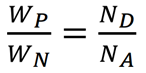 W_P / W_N = N_D / N_A